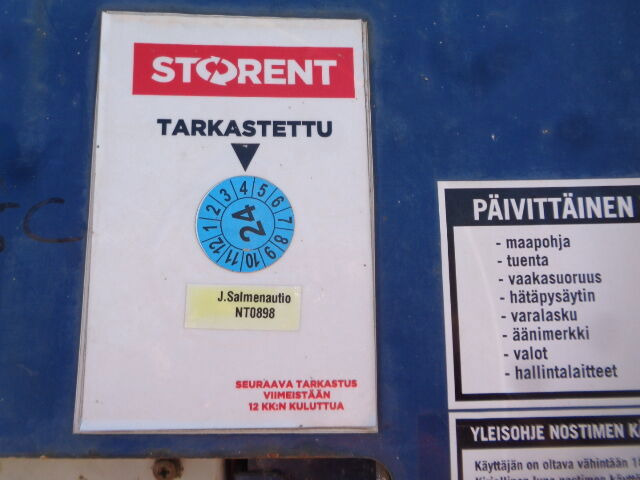 STORENT
TARKASTETTU
1 2 3 4 5 6 7 8 9 10 11 12
24
J.Salmenautio
NT0898
SEURAAVA TARKASTUS
VIIMEISTÄÄN
12 KK:N KULUTTUA
5C
PÄIVITTÄINEN
- maapohja
- tuenta
- vaakasuoruus
- hätäpysäytin
- varalasku
- äänimerkki
- valot
- hallintalaitteet
YLEISOHJE NOSTIMEN
Käyttäjän on oltava vähintään